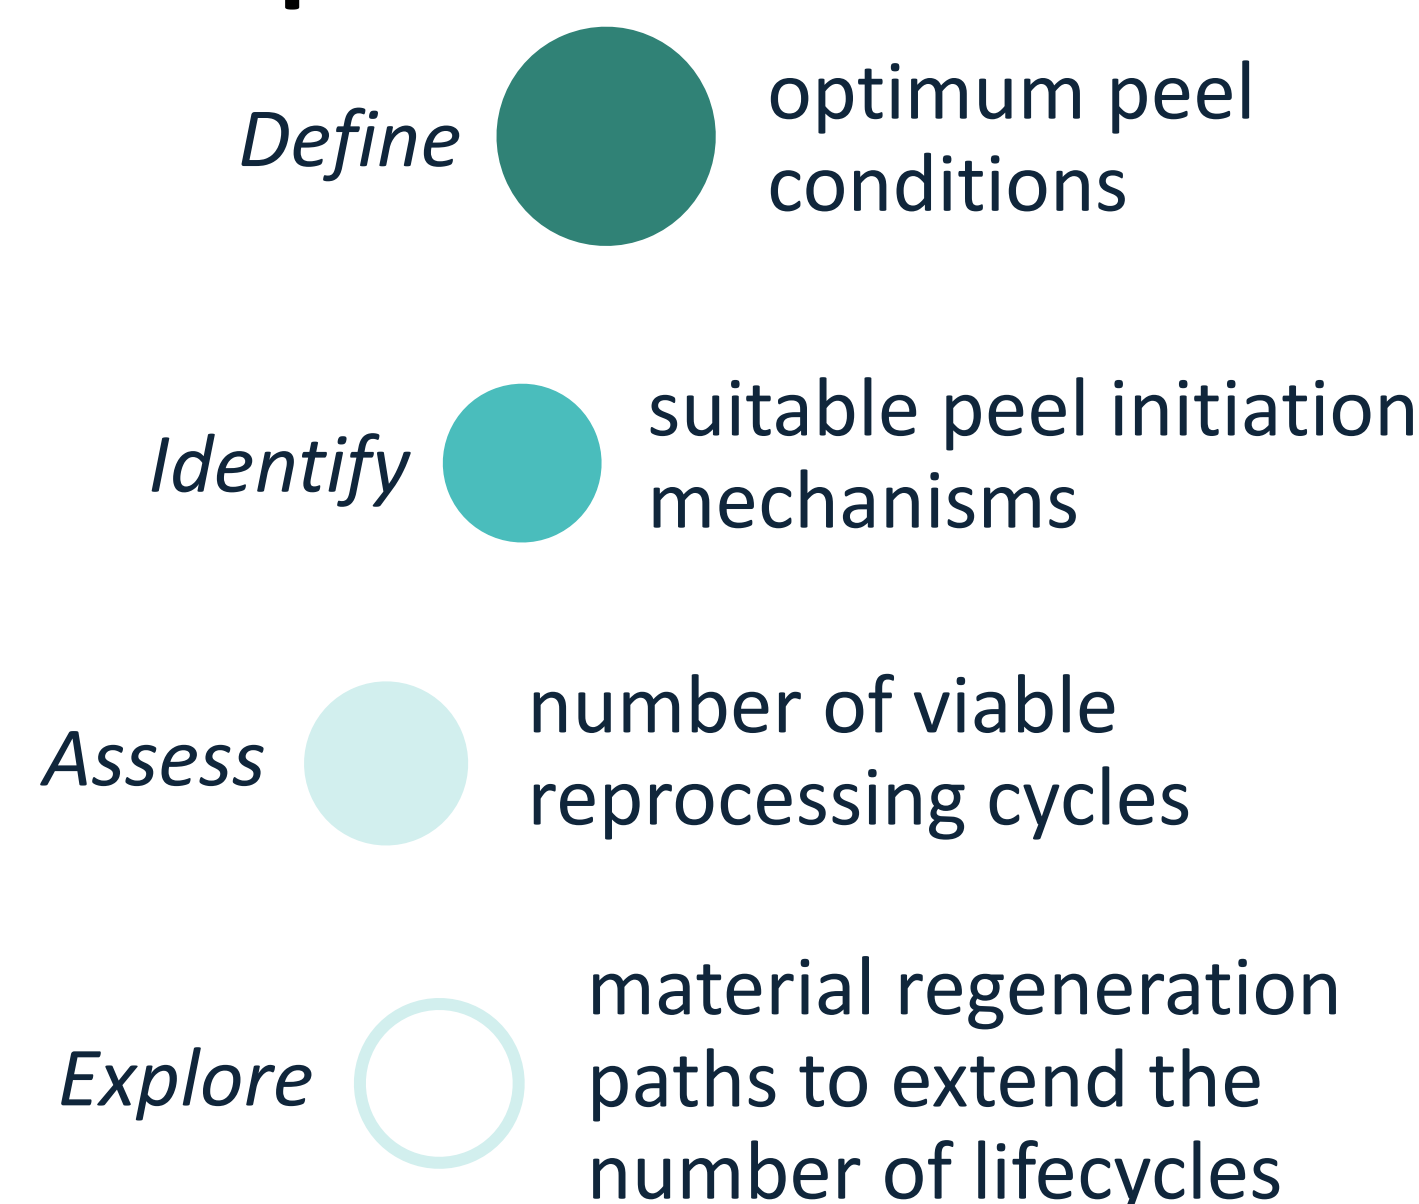 Define
optimum peel
conditions
Identify
suitable peel initiation
mechanisms
Assess
number of viable
reprocessing cycles
Explore
material regeneration
paths to extend the
number of lifecycles